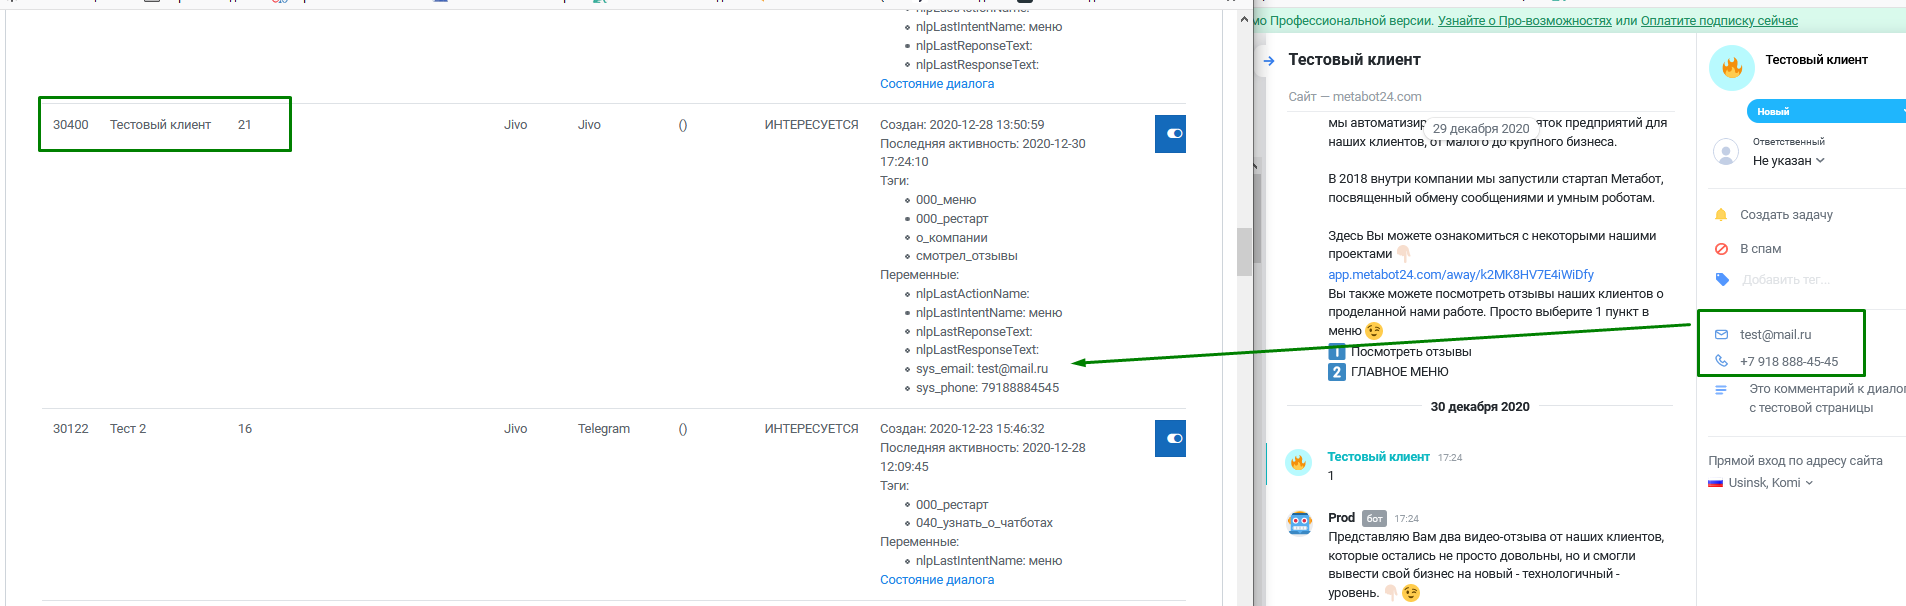 nlpLastIntentName: меню
nlpLastReponseText:
nlpLastResponseText:
Состояние диалога
30400 Тестовый клиент 21 Jivo Jivo () ИНТЕРЕСУЕТСЯ
Создан: 2020-12-28 13:50:59
Последняя активность: 2020-12-30
17:24:10
Тэги:
000_меню
000_рестарт
о_компании
смотрел_отзывы
Переменные:
nlpLastActionName:
nlpLastIntentName: меню
nlpLastReponseText:
nlpLastResponseText:
sys_email: test@mail.ru
sys_phone: 79188884545
30122 Тест 2 16 Jivo Telegram () ИНТЕРЕСУЕТСЯ
Создан: 2020-12-23 15:46:32
Последняя активность: 2020-12-28
12:09:45
Тэги:
000_рестарт
040_узнать_о_чатботах
Переменные:
nlpLastIntentName: меню
Состояние диалога
мо Профессиональной версии. Узнайте о Про-возможностях или Оплатите подписку сейчас
Тестовый клиент
Сайт — metabot24.com
29 декабря 2020
мы автоматизир яток предприятий для
наших клиентов, от малого до крупного бизнеса.
В 2018 внутри компании мы запустили стартап Метабот,
посвященный обмену сообщениями и умным роботам.
Здесь Вы можете ознакомиться с некоторыми нашими
проектами 👇🏻
app.metabot24.com/away/k2MK8HV7E4iWiDfy
Вы также можете посмотреть отзывы наших клиентов о
проделанной нами работе. Просто выберите 1 пункт в
меню 😉
1 Посмотреть отзывы
2 ГЛАВНОЕ МЕНЮ
30 декабря 2020
Тестовый клиент 17:24
1
Prod бот 17:24
Представляю Вам два видео-отзыва от наших клиентов,
которые остались не просто довольны, но и смогли
вывести свой бизнес на новый - технологичный -
уровень. 👇🏻😉
Тестовый клиент
Новый
Ответственный
Не указан
Создать задачу
В спам
Добавить тег...
test@mail.ru
+7 918 888-45-45
Это комментарий к диалог
с тестовой страницы
Прямой вход по адресу сайта
Usinsk, Komi